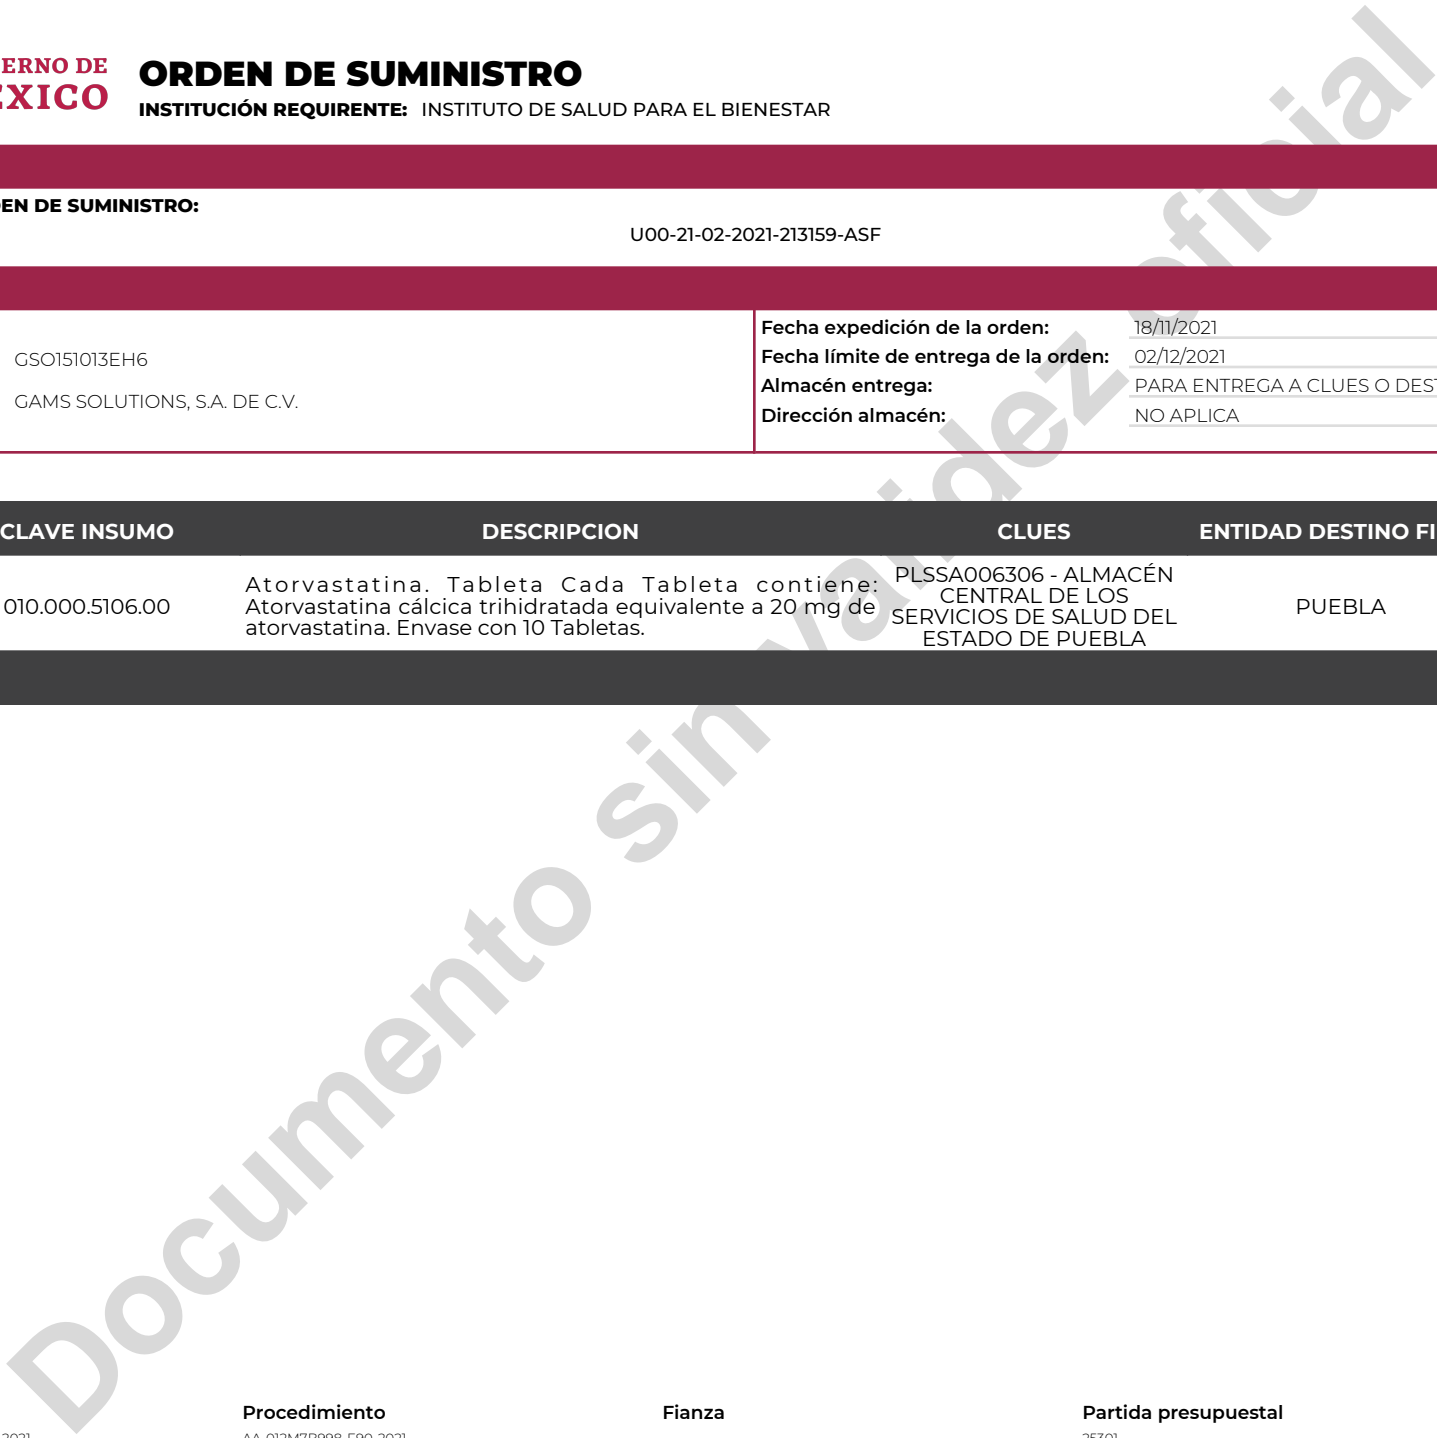 ERNO DE
ORDEN DE SUMINISTRO
XICO
INSTITUCIÓN REQUIRENTE: INSTITUTO DE SALUD PARA EL BIENESTAR
EN DE SUMINISTRO:
U00-21-02-2021-213159-ASF
Fecha expedición de la orden: 18/11/2021
GSO151013EH6
Fecha límite de entrega de la orden: 02/12/2021
Almacén entrega: PARA ENTREGA A CLUES O DEST
GAMS SOLUTIONS, S.A. DE C.V.
Dirección almacén: NO APLICA
CLAVE INSUMO DESCRIPCION CLUES ENTIDAD DESTINO FI
010.000.5106.00
Atorvastatina. Tableta Cada Tableta contiene:
Atorvastatina cálcica trihidratada equivalente a 20 mg de
atorvastatina. Envase con 10 Tabletas.
PLSSA006306 - ALMACÉN
CENTRAL DE LOS
SERVICIOS DE SALUD DEL
ESTADO DE PUEBLA
PUEBLA
Documento sin validez oficial
Procedimiento Fianza Partida presupuestal